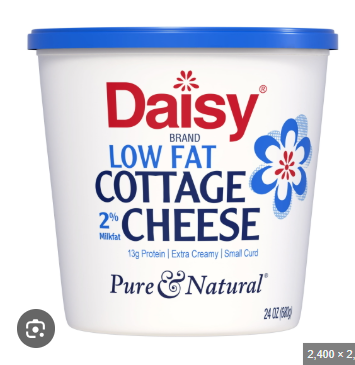 Daisy®
BRAND
LOW FAT
COTTAGE
2% CHEESE
Milkfat
13g Protein | Extra Creamy | Small Curd
Pure & Natural®
24 OZ (680g)
2,400 × 2,